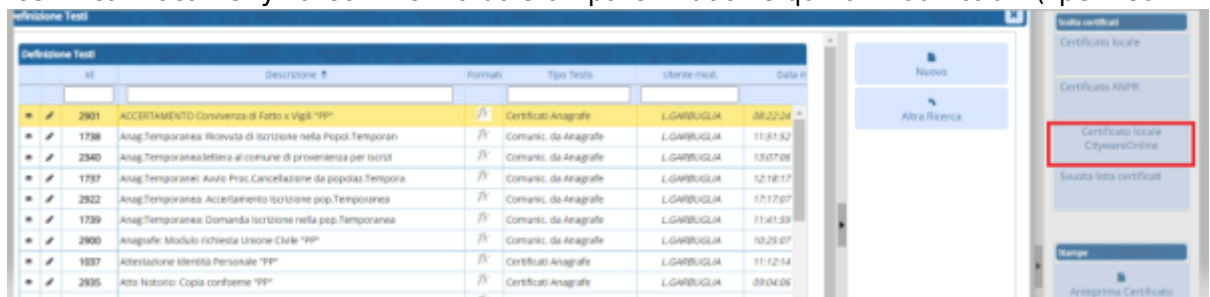 Definizione Testi
Definizione Testi
Id Descrizione Formato Tipo Testo Utente mod. Data m
2901 ACCERTAMENTO Convivenza di Fatto x Vigili "PP" Certificati Anagrafe L.GARBUGLIA 08:22:24
1738 Anag.Temporanea: Ricevuta di Iscrizione nella Popol.Temporan Comunic. da Anagrafe L.GARBUGLIA 11:51:52
2340 Anag.Temporanea:lettera al comune di provenienza per iscrizi Comunic. da Anagrafe L.GARBUGLIA 13:07:06
1737 Anag.Temporanei: Avvio Proc.Cancellazione da popolaz.Tempora Comunic. da Anagrafe L.GARBUGLIA 12:18:17
2922 Anag.Temporanea: Accertamento Iscrizione pop.Temporanea Comunic. da Anagrafe L.GARBUGLIA 17:17:07
1739 Anag.Temporanea: Domanda Iscrizione nella pop.Temporanea Comunic. da Anagrafe L.GARBUGLIA 11:41:59
2900 Anagrafe: Modulo richiesta Unione Civile "PP" Comunic. da Anagrafe L.GARBUGLIA 10:25:07
1037 Attestazione Identità Personale "PP" Certificati Anagrafe L.GARBUGLIA 11:12:14
2935 Atto Notorio: Copia conforme "PP" Certificati Anagrafe L.GARBUGLIA 09:04:06
Nuovo
Altra Ricerca
Scelta certificati
Certificato locale
Certificato ANPR
Certificato locale
CitywareOnline
Svuota lista certificati
Stampe
Anteprima Certificato